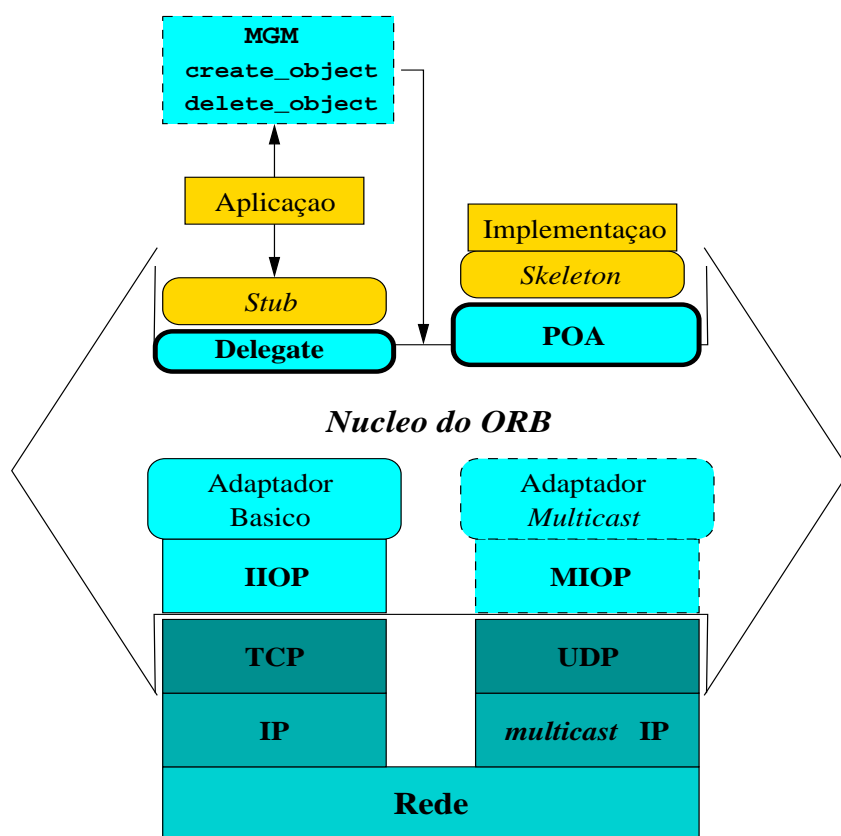 MGM
create_object
delete_object
Aplicaçao
Implementaçao
Stub
Skeleton
Delegate
POA
Nucleo do ORB
Adaptador
Basico
Adaptador
Multicast
IIOP
MIOP
TCP
UDP
IP
multicast IP
Rede